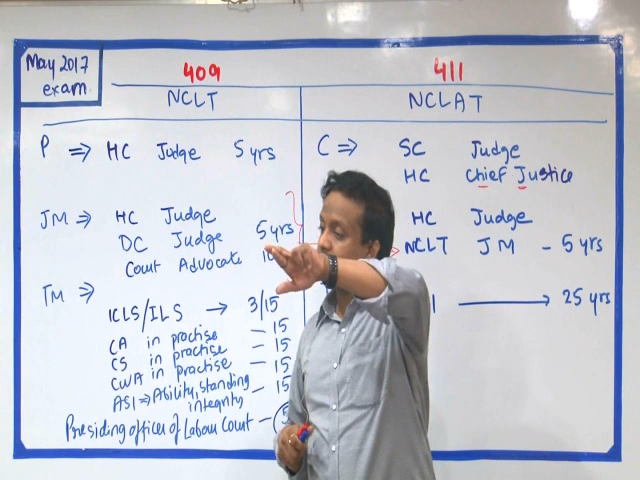 May 2017
exam
409
411
NCLT
NCLAT
P ⇒ HC Judge 5 yrs
C ⇒ SC Judge
HC Chief Justice
JM ⇒ HC Judge
DC Judge 5 yrs
Court Advocate
HC Judge
NCLT JM - 5 yrs
TM ⇒
ICLS/ILS → 3/15
CA in practise - 15
CS in practise - 15
CWA in practise - 15
ASI ⇒ Ability, standing - 15
integrity
Presiding officer of Labour Court - 5
→ 25 yrs